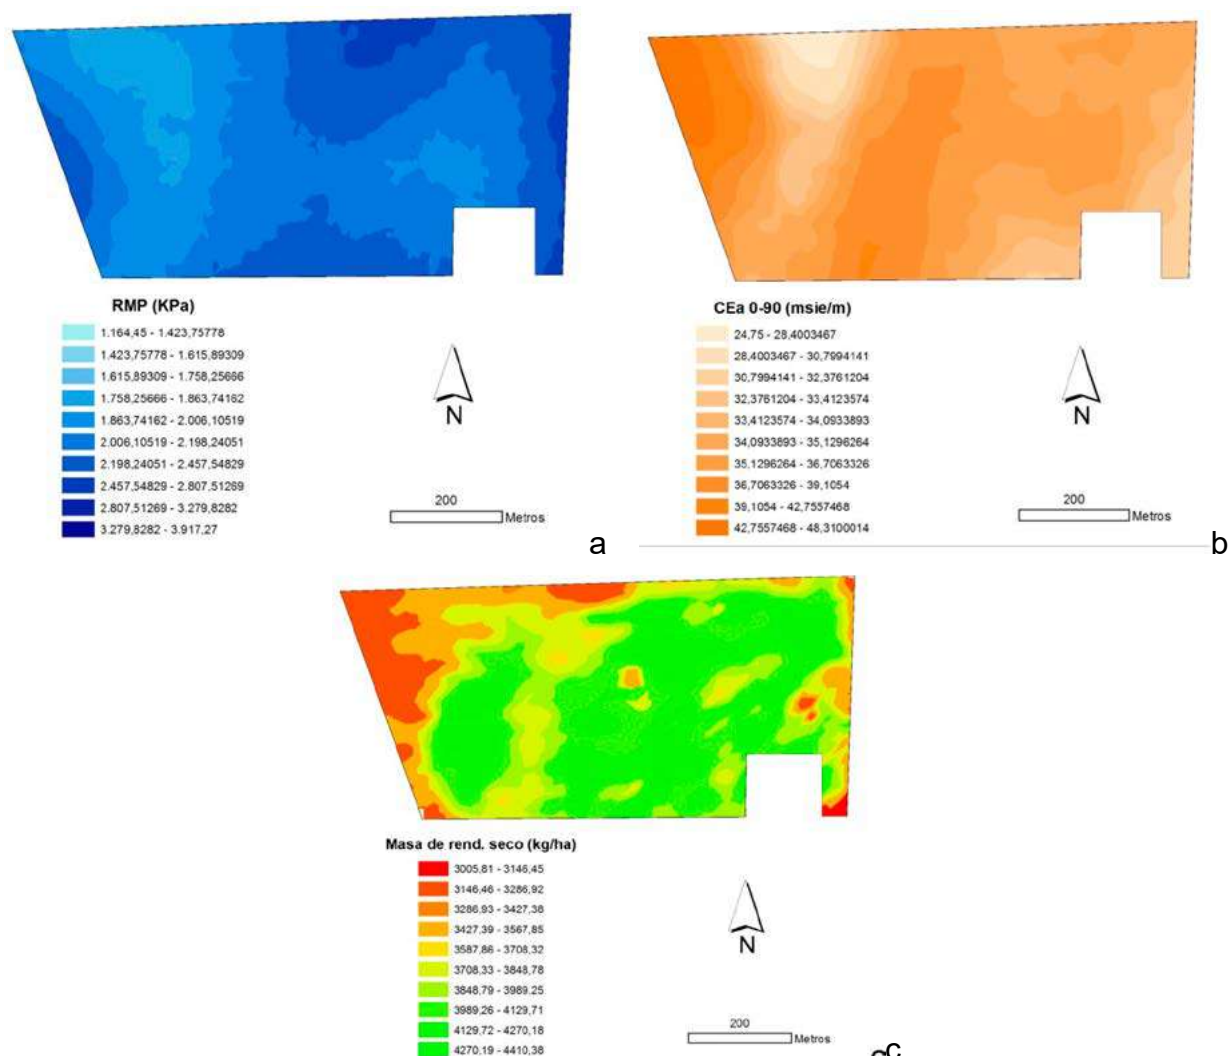 RMP (KPa)
1.164,45 - 1.423,75778
1.423,75778 - 1.615,89309
1.615,89309 - 1.758,25666
1.758,25666 - 1.863,74162
1.863,74162 - 2.006,10519
2.006,10519 - 2.198,24051
2.198,24051 - 2.457,54829
2.457,54829 - 2.807,51269
2.807,51269 - 3.279,8282
3.279,8282 - 3.917,27
N
200
Metros
a
CEa 0-90 (msie/m)
24,75 - 28,4003467
28,4003467 - 30,7994141
30,7994141 - 32,3761204
32,3761204 - 33,4123574
33,4123574 - 34,0933893
34,0933893 - 35,1296264
35,1296264 - 36,7063326
36,7063326 - 39,1054
39,1054 - 42,7557468
42,7557468 - 48,3100014
N
200
Metros
b
Masa de rend. seco (kg/ha)
3005,81 - 3146,45
3146,46 - 3286,92
3286,93 - 3427,38
3427,39 - 3567,85
3587,86 - 3708,32
3708,33 - 3848,78
3848,79 - 3989,25
3989,26 - 4129,71
4129,72 - 4270,18
4270,19 - 4410,38
N
200
Metros
c